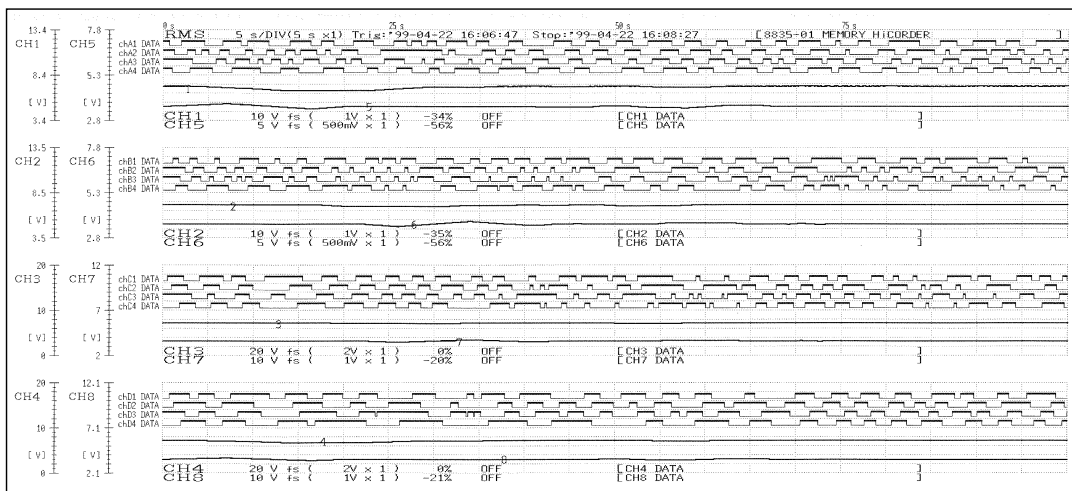 0 s 25 s 50 s 75 s
RMS 5 s/DIV(5 s x1) Trig:'99-04-22 16:06:47 Stop:'99-04-22 16:08:27 [8835-01 MEMORY HiCORDER ]
13.4 7.8
CH1 CH5
8.4 5.3
[ V] [ V]
3.4 2.8
chA1 DATA
chA2 DATA
chA3 DATA
chA4 DATA
1
5
CH1 10 V fs ( 1V x 1 ) -34% OFF [CH1 DATA ]
CH5 5 V fs ( 500mV x 1 ) -56% OFF [CH5 DATA ]
13.5 7.8
CH2 CH6
8.5 5.3
[ V] [ V]
3.5 2.8
chB1 DATA
chB2 DATA
chB3 DATA
chB4 DATA
2
6
CH2 10 V fs ( 1V x 1 ) -35% OFF [CH2 DATA ]
CH6 5 V fs ( 500mV x 1 ) -56% OFF [CH6 DATA ]
20 12
CH3 CH7
10 7
[ V] [ V]
0 2
chC1 DATA
chC2 DATA
chC3 DATA
chC4 DATA
3
7
CH3 20 V fs ( 2V x 1 ) 0% OFF [CH3 DATA ]
CH7 10 V fs ( 1V x 1 ) -20% OFF [CH7 DATA ]
20 12.1
CH4 CH8
10 7.1
[ V] [ V]
0 2.1
chD1 DATA
chD2 DATA
chD3 DATA
chD4 DATA
4
8
CH4 20 V fs ( 2V x 1 ) 0% OFF [CH4 DATA ]
CH8 10 V fs ( 1V x 1 ) -21% OFF [CH8 DATA ]